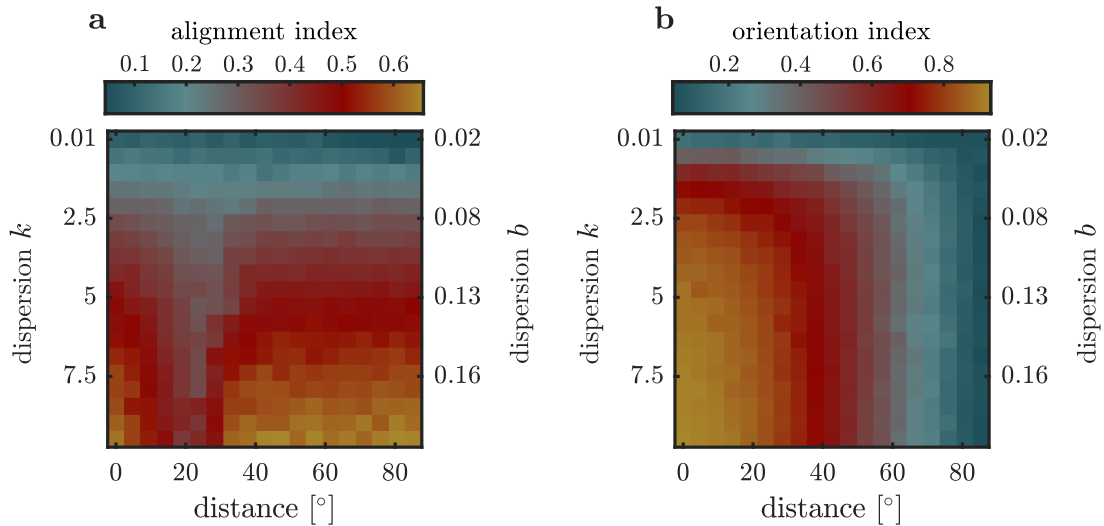 a
alignment index
0.1 0.2 0.3 0.4 0.5 0.6
0.01
2.5
5
7.5
dispersion k
0.02
0.08
0.13
0.16
dispersion b
0 20 40 60 80
distance [°]
b
orientation index
0.2 0.4 0.6 0.8
0.01
2.5
5
7.5
dispersion k
0.02
0.08
0.13
0.16
dispersion b
0 20 40 60 80
distance [°]